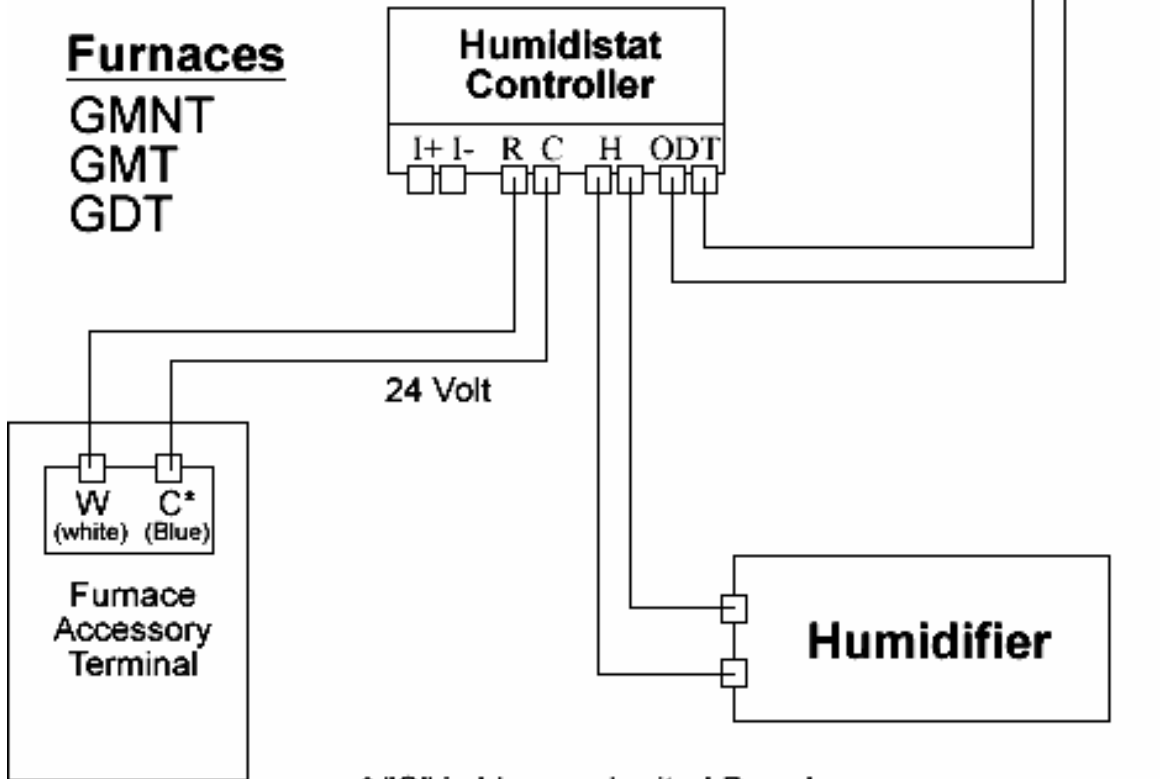 Furnaces
GMNT
GMT
GDT
Humidistat
Controller
I+ I- R C H ODT
24 Volt
W C*
(white) (Blue)
Furnace
Accessory
Terminal
Humidifier